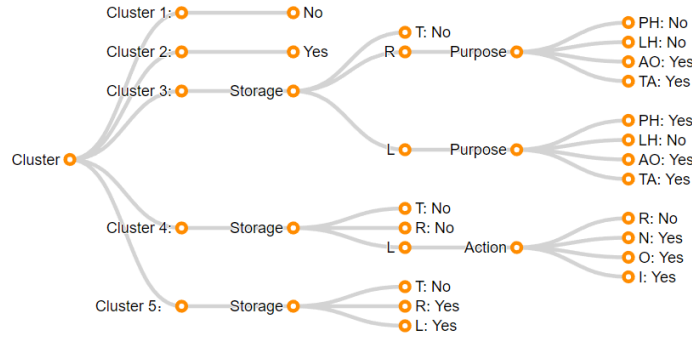 Cluster
Cluster 1:
No
Cluster 2:
Yes
Cluster 3:
Storage
T: No
R
Purpose
PH: No
LH: No
AO: Yes
TA: Yes
L
Purpose
PH: Yes
LH: No
AO: Yes
TA: Yes
Cluster 4:
Storage
T: No
R: No
L
Action
R: No
N: Yes
O: Yes
I: Yes
Cluster 5:
Storage
T: No
R: Yes
L: Yes